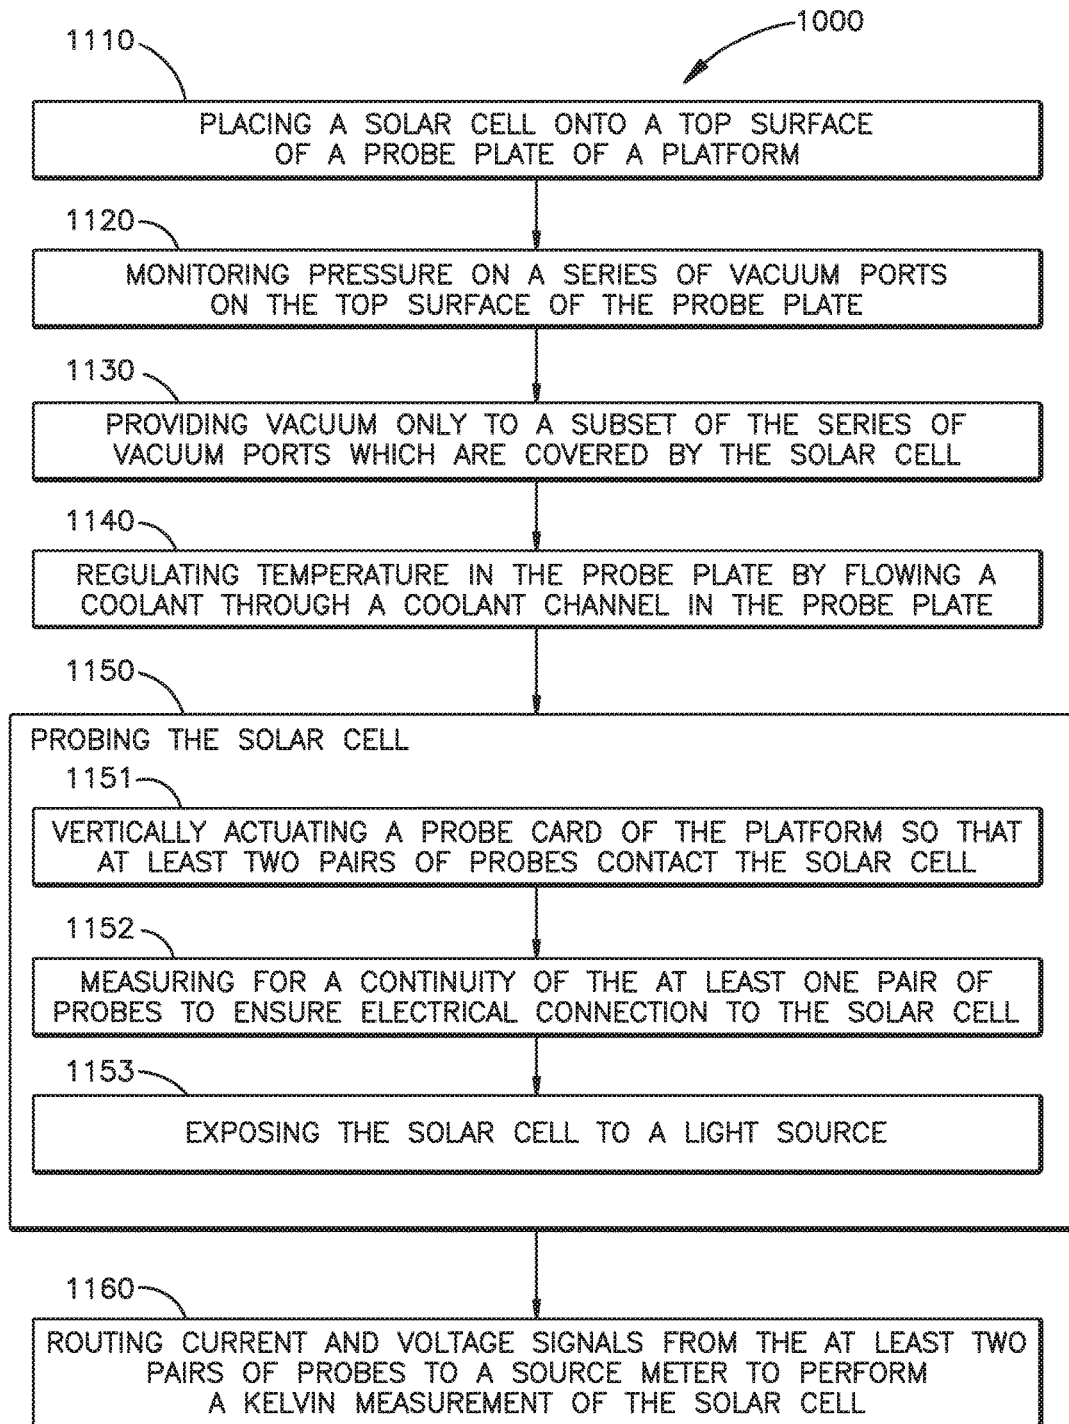 1000
1110
PLACING A SOLAR CELL ONTO A TOP SURFACE
OF A PROBE PLATE OF A PLATFORM
1120
MONITORING PRESSURE ON A SERIES OF VACUUM PORTS
ON THE TOP SURFACE OF THE PROBE PLATE
1130
PROVIDING VACUUM ONLY TO A SUBSET OF THE SERIES OF
VACUUM PORTS WHICH ARE COVERED BY THE SOLAR CELL
1140
REGULATING TEMPERATURE IN THE PROBE PLATE BY FLOWING A
COOLANT THROUGH A COOLANT CHANNEL IN THE PROBE PLATE
1150
PROBING THE SOLAR CELL
1151
VERTICALLY ACTUATING A PROBE CARD OF THE PLATFORM SO THAT
AT LEAST TWO PAIRS OF PROBES CONTACT THE SOLAR CELL
1152
MEASURING FOR A CONTINUITY OF THE AT LEAST ONE PAIR OF
PROBES TO ENSURE ELECTRICAL CONNECTION TO THE SOLAR CELL
1153
EXPOSING THE SOLAR CELL TO A LIGHT SOURCE
1160
ROUTING CURRENT AND VOLTAGE SIGNALS FROM THE AT LEAST TWO
PAIRS OF PROBES TO A SOURCE METER TO PERFORM
A KELVIN MEASUREMENT OF THE SOLAR CELL